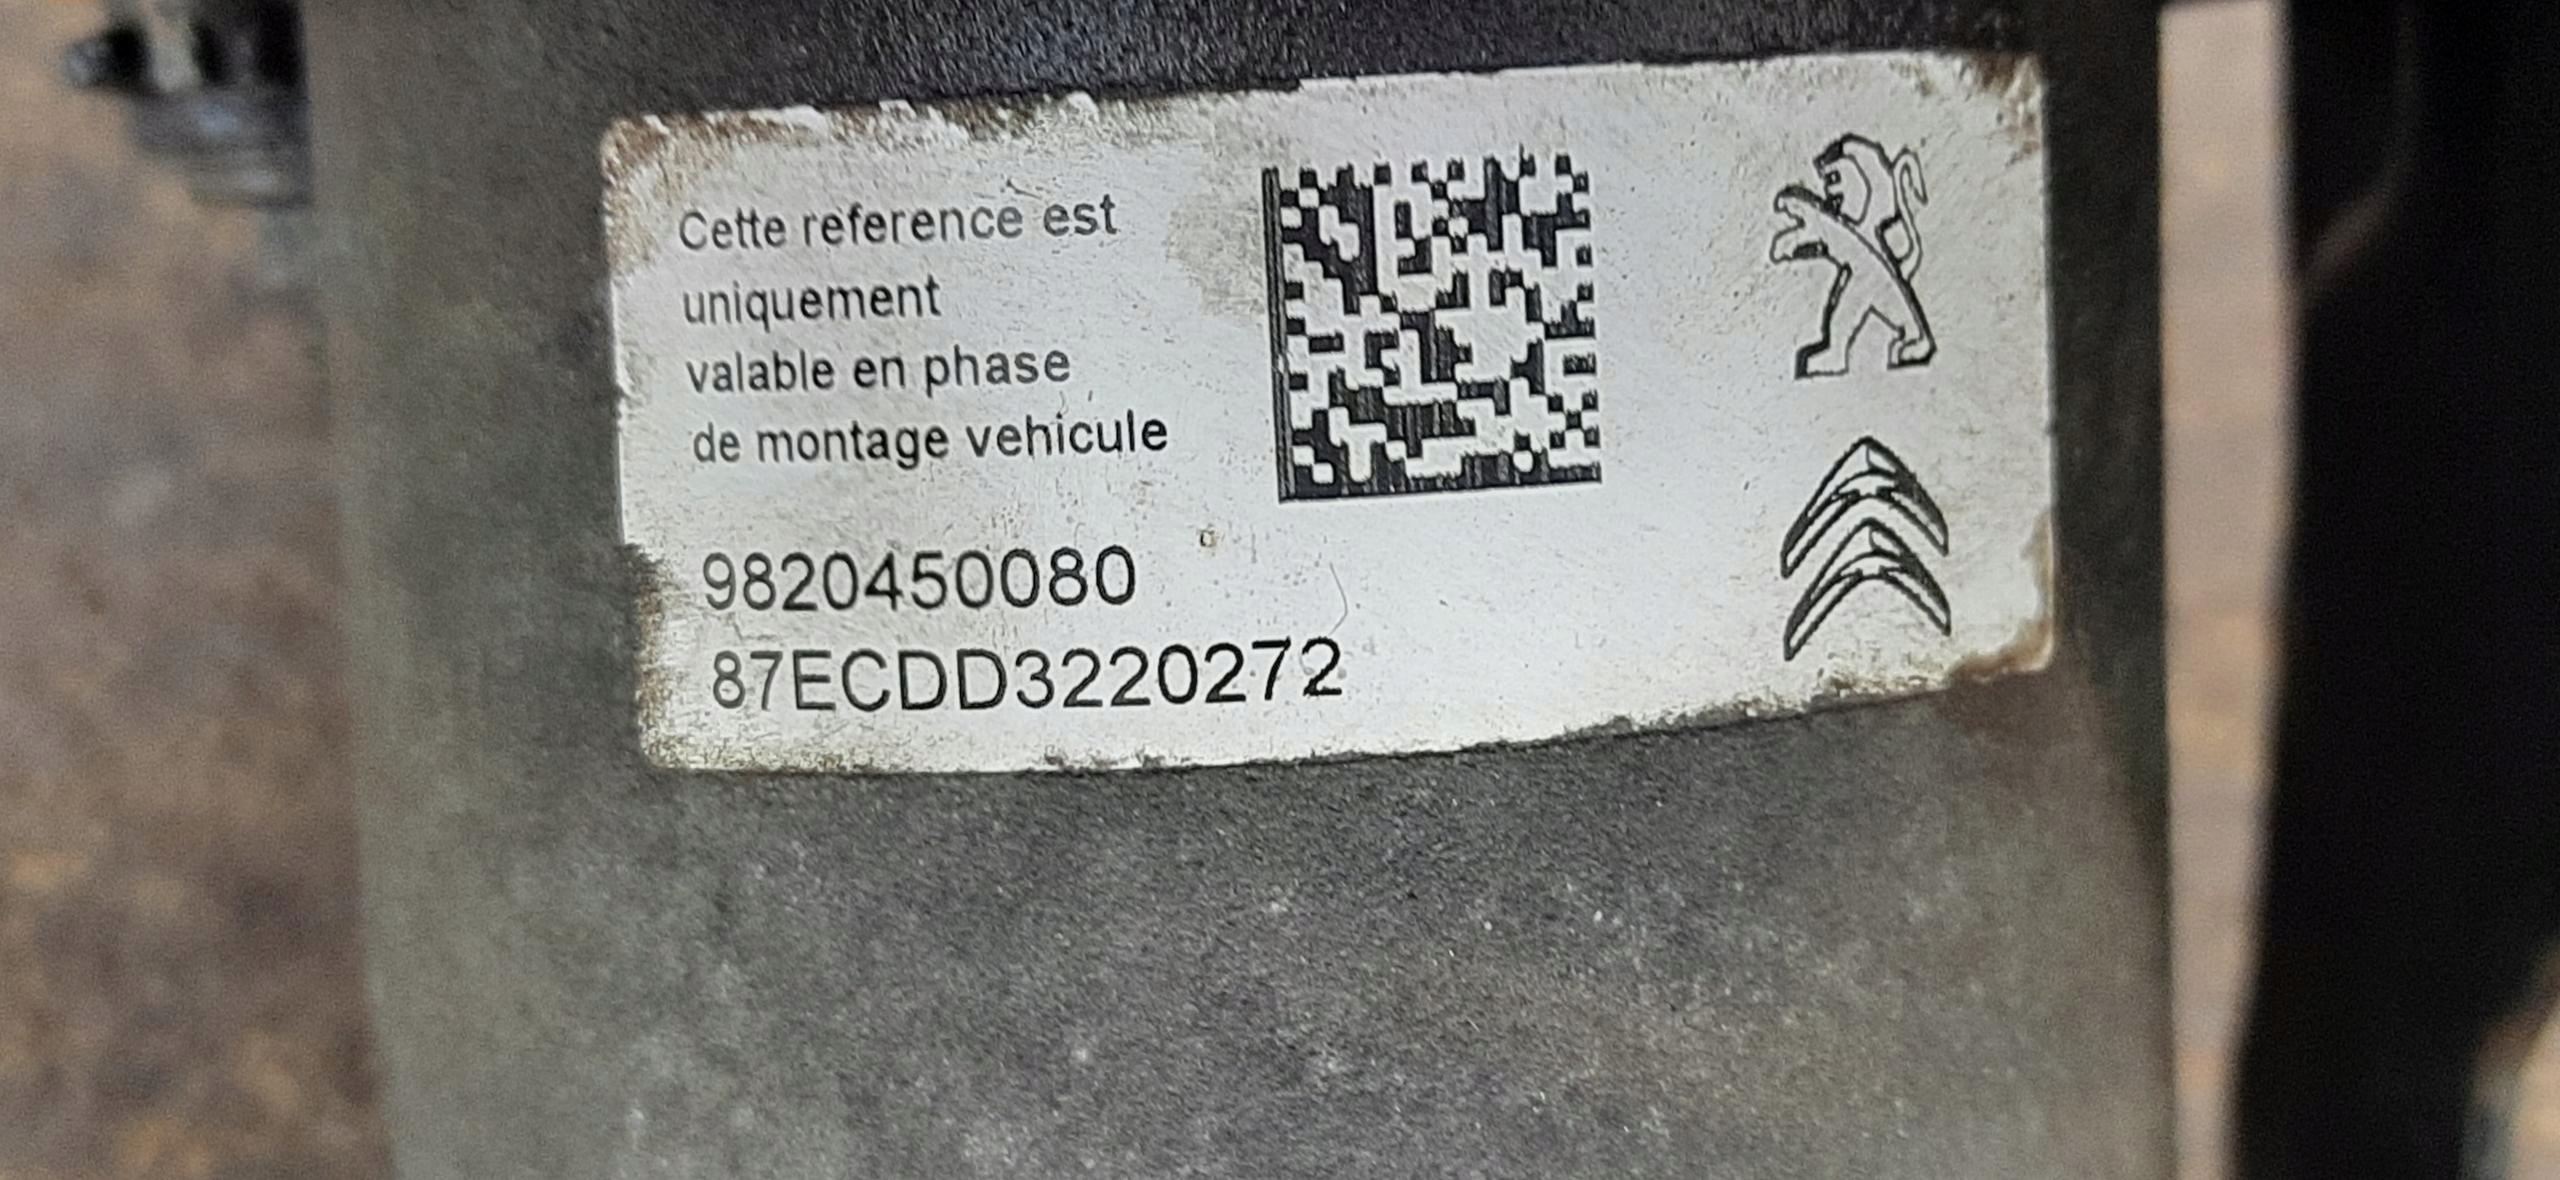 Cette reference est
uniquement
valable en phase
de montage vehicule
9820450080
87ECDD3220272